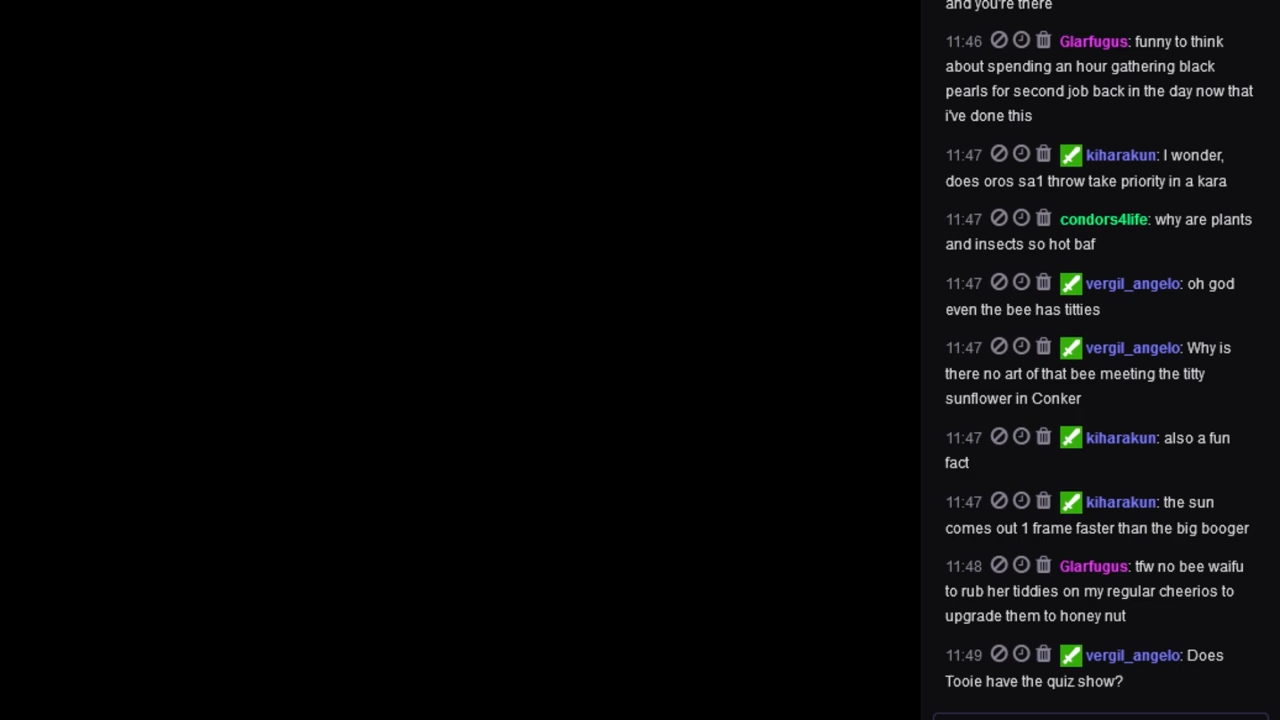 and you're there
11:46 Glarfugus: funny to think
about spending an hour gathering black
pearls for second job back in the day now that
i've done this
11:47 kiharakun: I wonder,
does oros sa1 throw take priority in a kara
11:47 condors4life: why are plants
and insects so hot baf
11:47 vergil_angelo: oh god
even the bee has titties
11:47 vergil_angelo: Why is
there no art of that bee meeting the titty
sunflower in Conker
11:47 kiharakun: also a fun
fact
11:47 kiharakun: the sun
comes out 1 frame faster than the big booger
11:48 Glarfugus: tfw no bee waifu
to rub her tiddies on my regular cheerios to
upgrade them to honey nut
11:49 vergil_angelo: Does
Tooie have the quiz show?